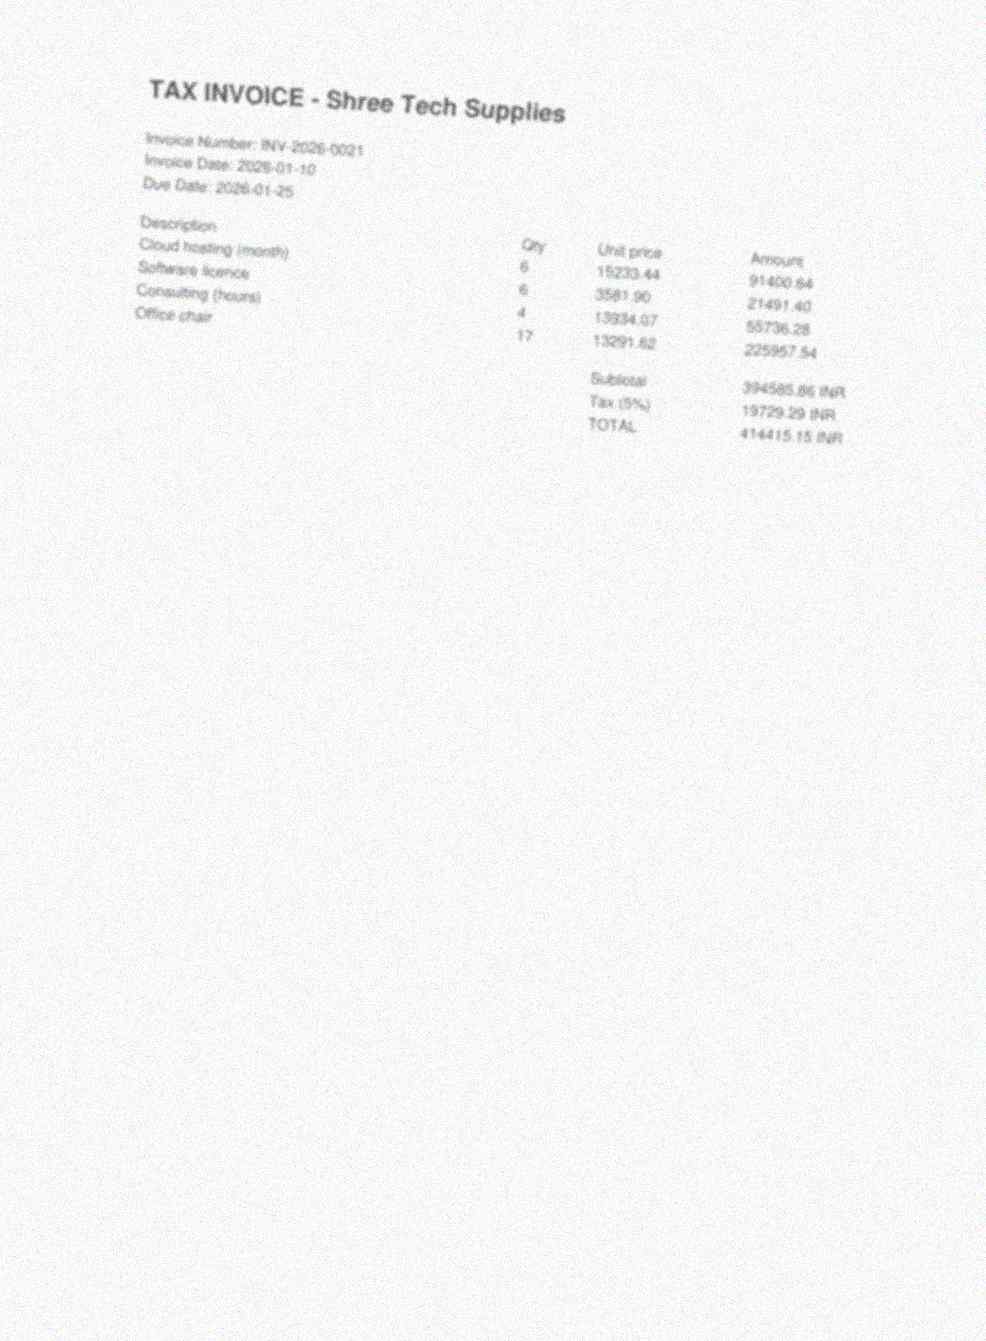 TAX INVOICE - Shree Tech Supplies
Invoice Number: INV-2026-0021
Invoice Date: 2026-01-10
Due Date: 2026-01-25
Description Qty Unit price Amount
Cloud hosting (month) 6 15233.44 91400.64
Software licence 6 3581.90 21491.40
Consulting (hours) 4 13934.07 55736.28
Office chair 17 13291.62 225957.54
Subtotal 394585.86 INR
Tax (5%) 19729.29 INR
TOTAL 414415.15 INR